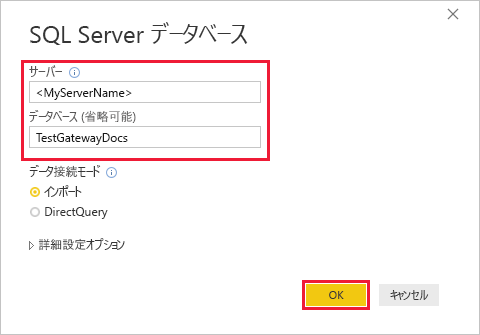 SQL Server データベース
サーバー
<MyServerName>
データベース (省略可能)
TestGatewayDocs
データ接続モード
インポート
DirectQuery
詳細設定オプション
OK キャンセル